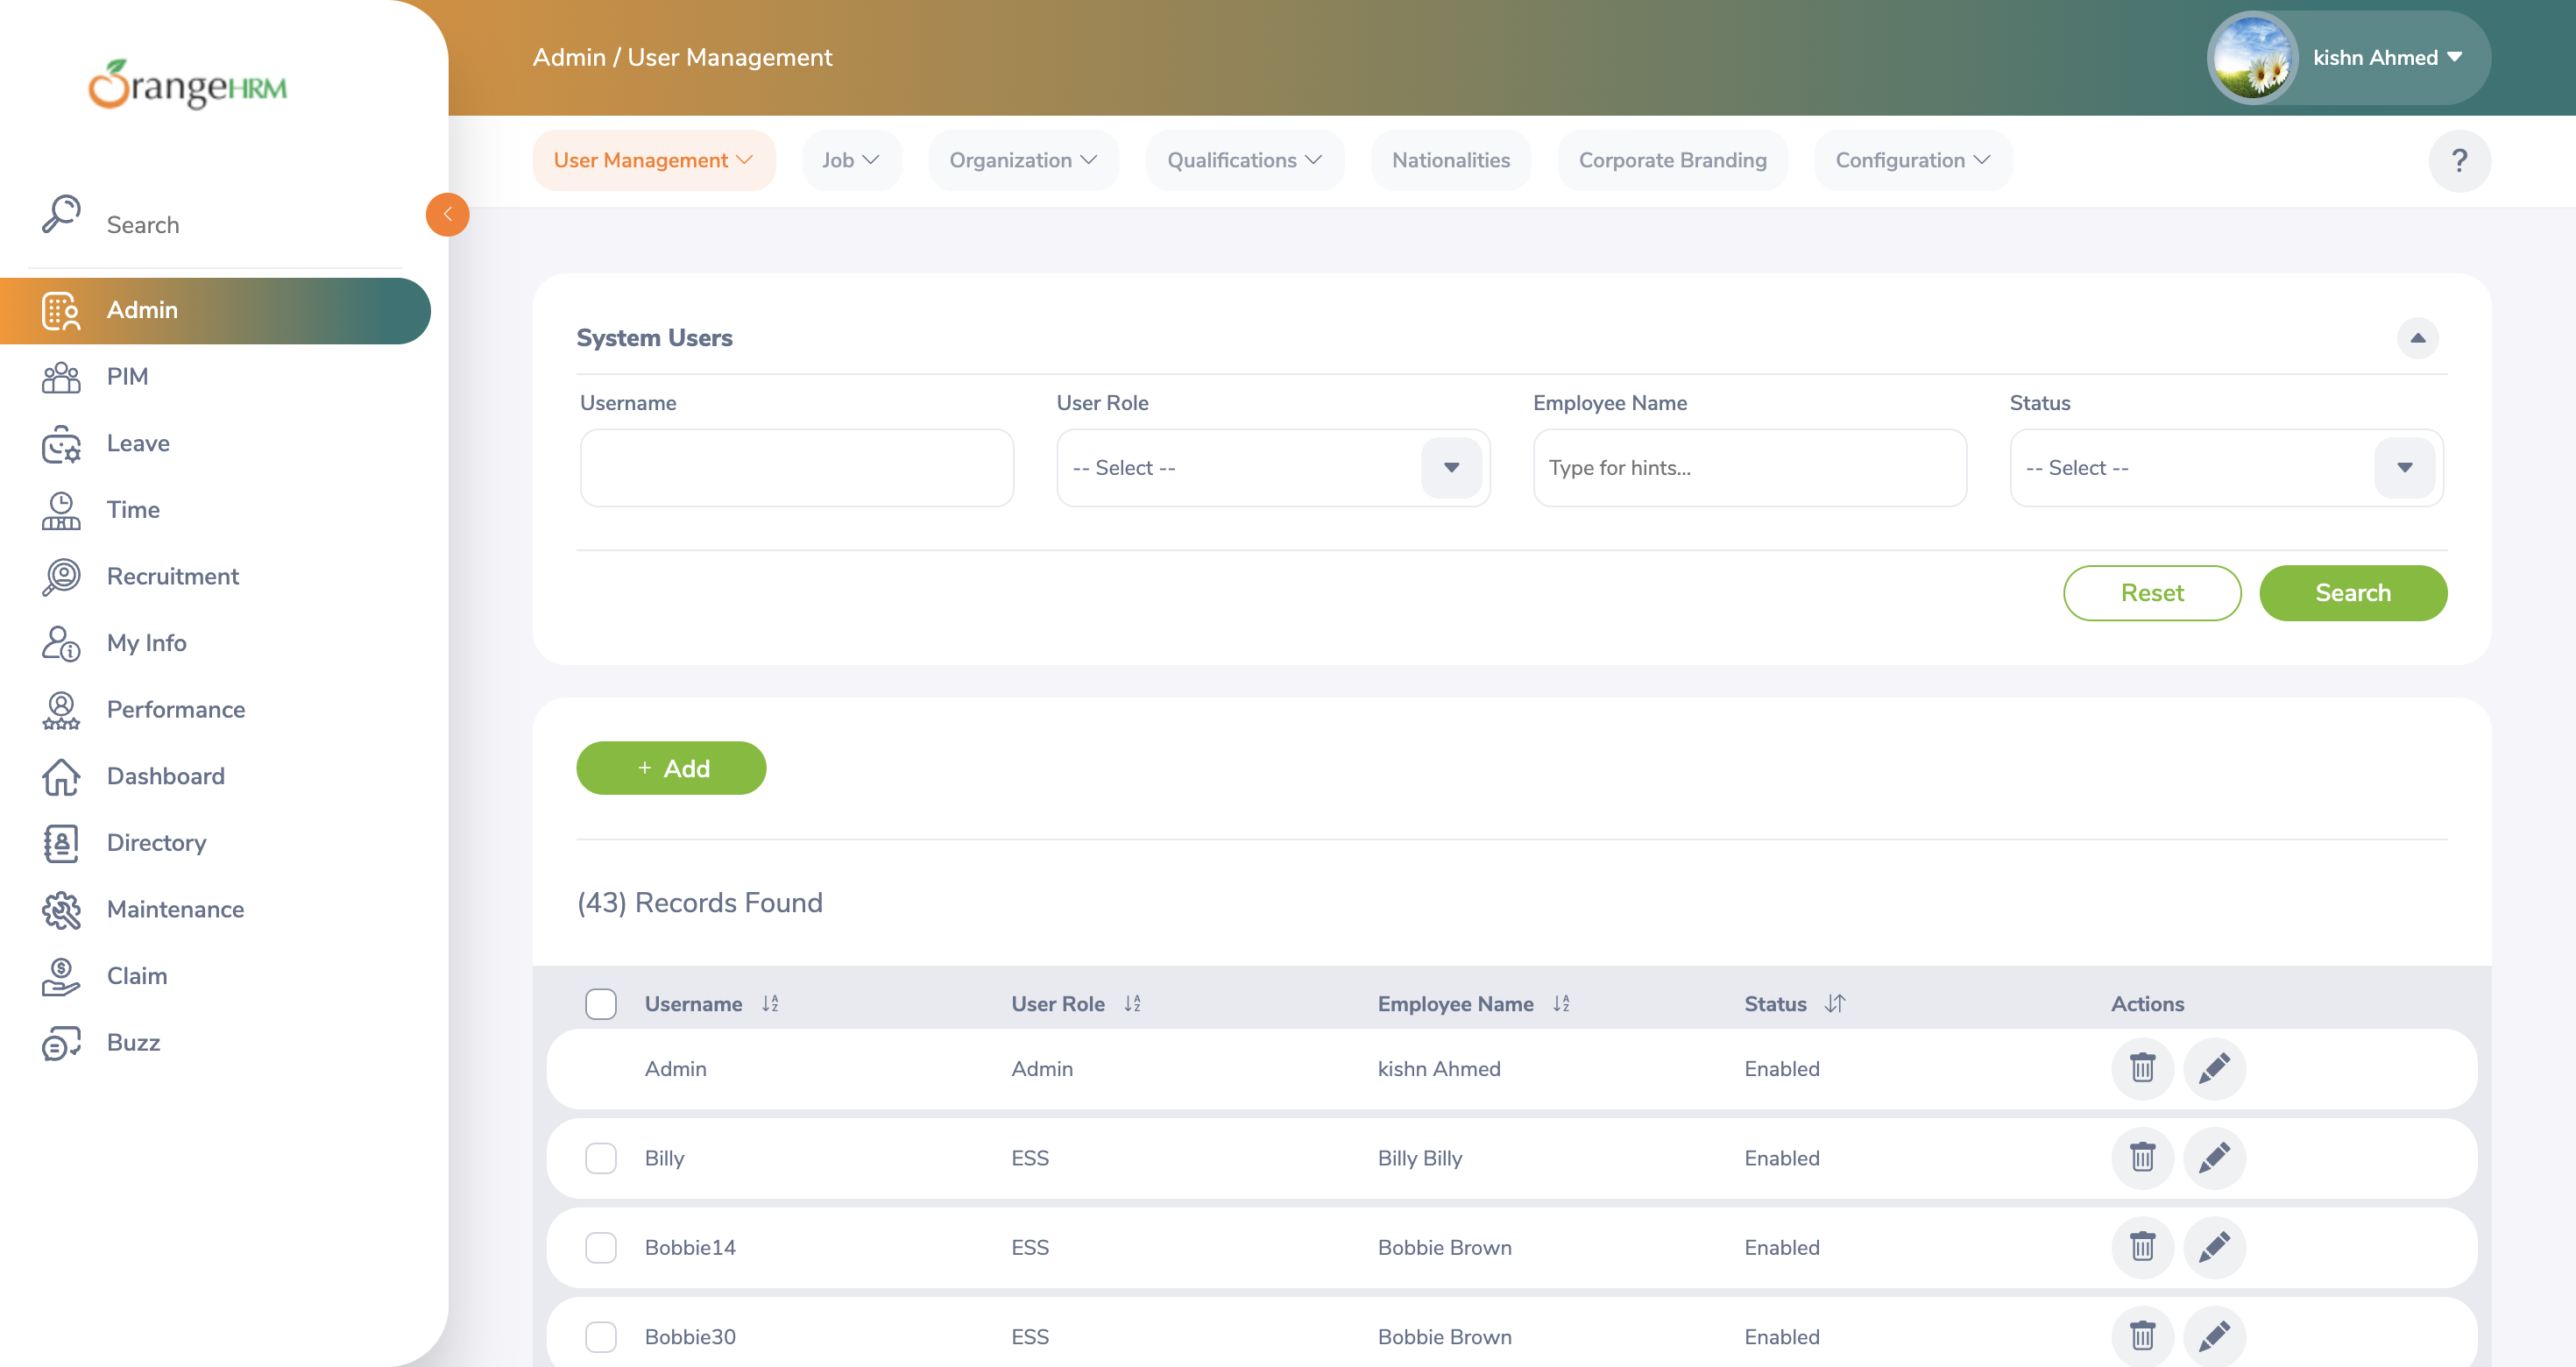 OrangeHRM
Admin / User Management
kishn Ahmed
User Management
Job
Organization
Qualifications
Nationalities
Corporate Branding
Configuration
?
Search
Admin
PIM
Leave
Time
Recruitment
My Info
Performance
Dashboard
Directory
Maintenance
Claim
Buzz
System Users
Username
User Role
Employee Name
Status
-- Select --
Type for hints...
-- Select --
Reset
Search
+ Add
(43) Records Found
Username User Role Employee Name Status Actions
Admin Admin kishn Ahmed Enabled
Billy ESS Billy Billy Enabled
Bobbie14 ESS Bobbie Brown Enabled
Bobbie30 ESS Bobbie Brown Enabled